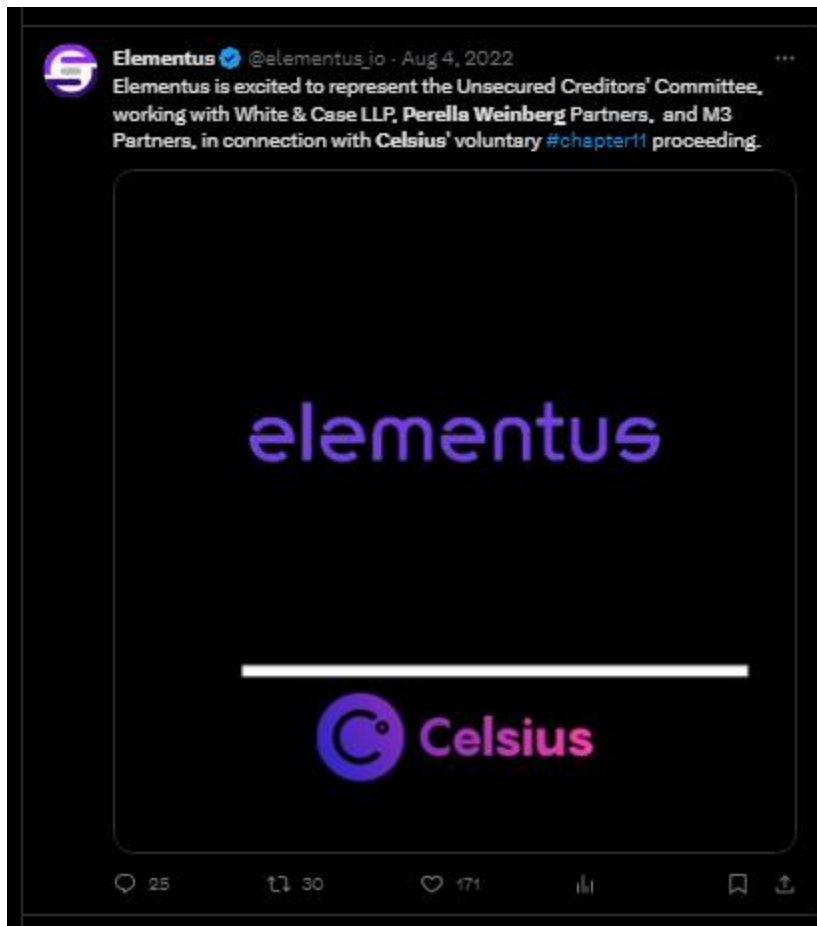 Elementus @elementus_io · Aug 4, 2022
Elementus is excited to represent the Unsecured Creditors' Committee,
working with White & Case LLP, Perella Weinberg Partners, and M3
Partners, in connection with Celsius' voluntary #chapter11 proceeding.
elementus
Celsius
25 30 171